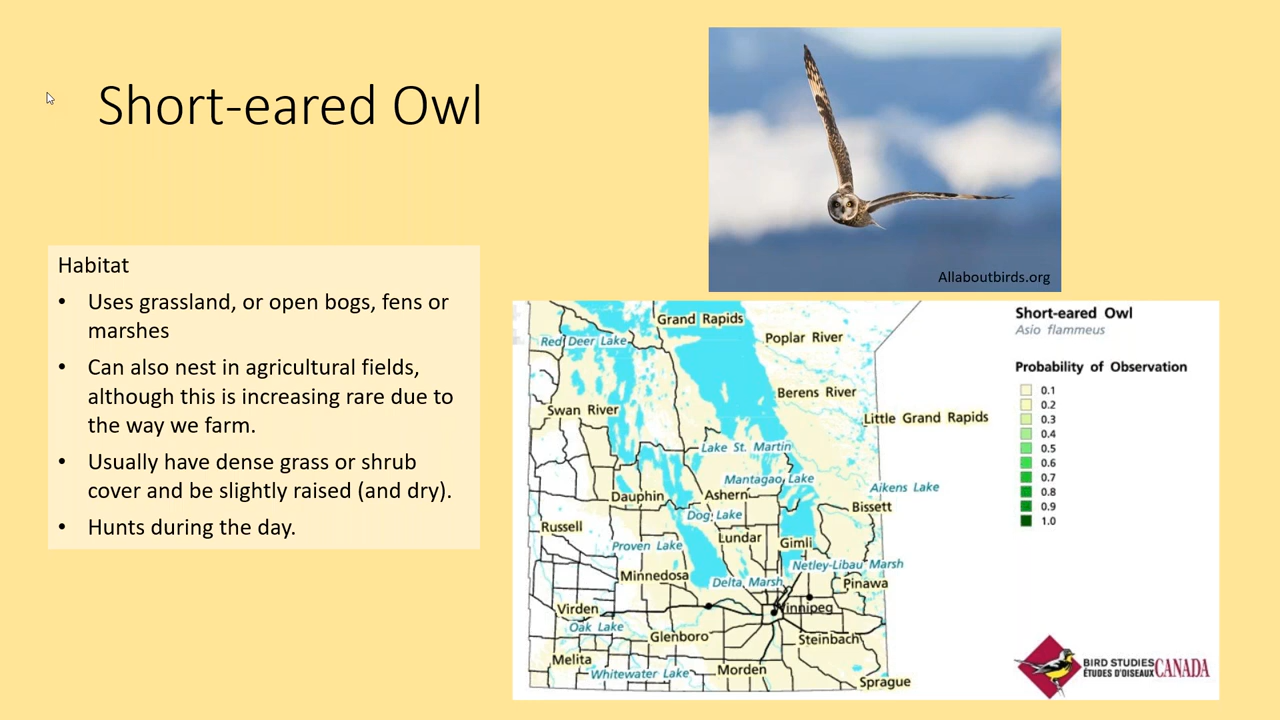 Short-eared Owl
Allaboutbirds.org
Habitat
• Uses grassland, or open bogs, fens or
marshes
• Can also nest in agricultural fields,
although this is increasing rare due to
the way we farm.
• Usually have dense grass or shrub
cover and be slightly raised (and dry).
• Hunts during the day.
Grand Rapids
Red Deer Lake
Poplar River
Berens River
Swan River
Little Grand Rapids
Lake St. Martin
Mantagao Lake
Aikens Lake
Dauphin
Ashern
Bissett
Dog Lake
Russell
Lundar
Gimli
Proven Lake
Netley-Libau Marsh
Minnedosa
Delta Marsh
Pinawa
Virden
Winnipeg
Oak Lake
Glenboro
Steinbach
Melita
Whitewater Lake
Morden
Sprague
Short-eared Owl
Asio flammeus
Probability of Observation
0.1
0.2
0.3
0.4
0.5
0.6
0.7
0.8
0.9
1.0
BIRD STUDIES
ÉTUDES D'OISEAUX
CANADA